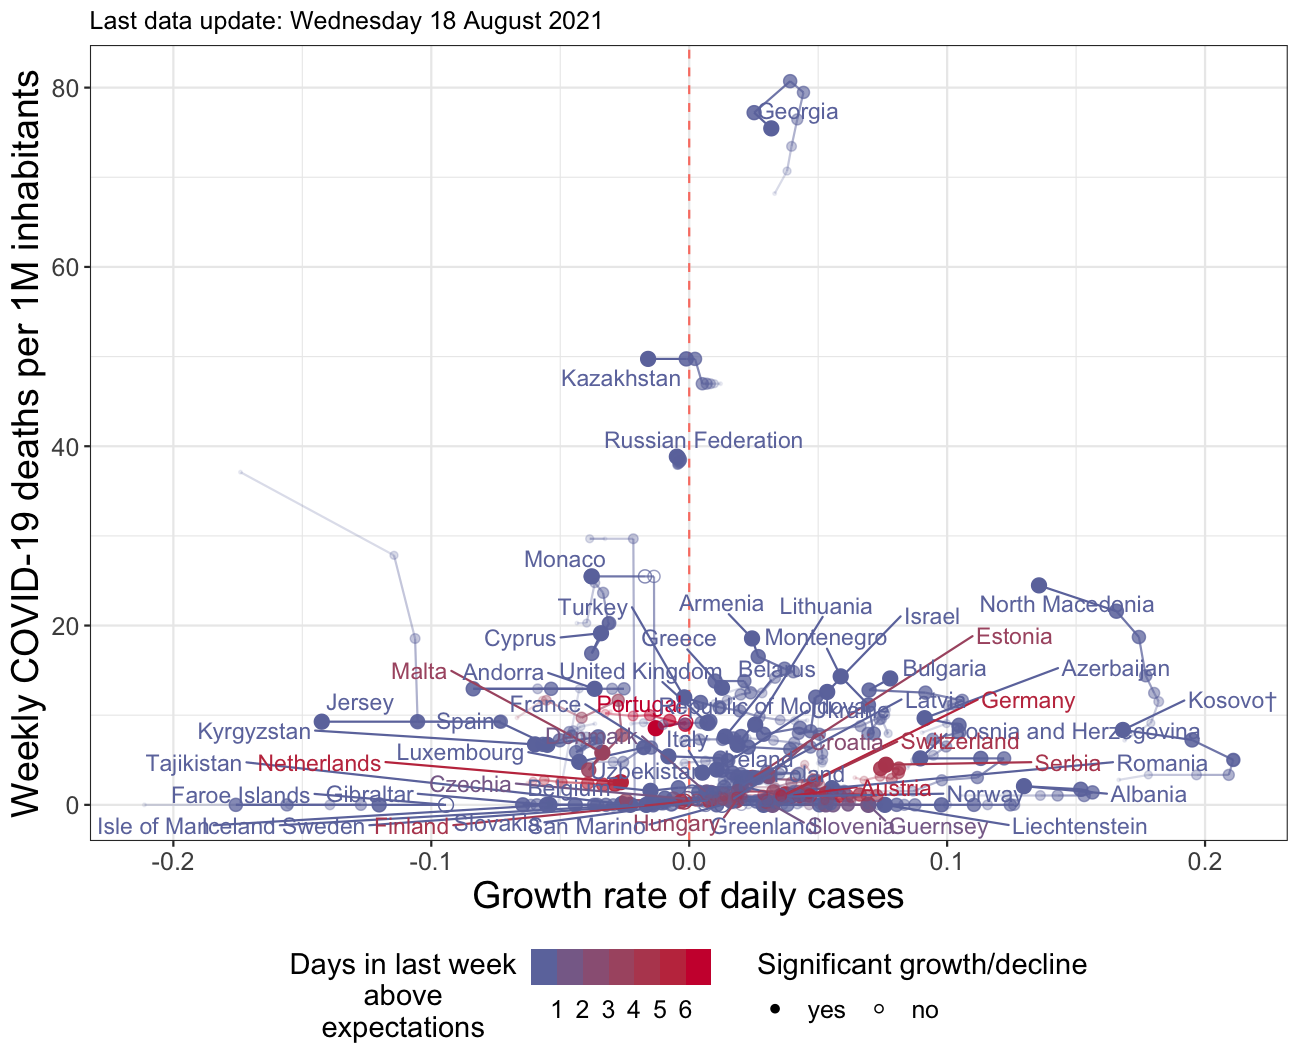 Last data update: Wednesday 18 August 2021
Weekly COVID-19 deaths per 1M inhabitants
80
60
40
20
0
Georgia
Kazakhstan
Russian Federation
Monaco
Turkey
Armenia
Lithuania
Israel
North Macedonia
Cyprus
Greece
Montenegro
Estonia
Malta
Andorra
United Kingdom
Belarus
Bulgaria
Azerbaijan
Jersey
France
Portugal
Republic of Moldova
Latvia
Germany
Kosovo†
Kyrgyzstan
Spain
Denmark
Italy
Ukraine
Croatia
Switzerland
Bosnia and Herzegovina
Tajikistan
Netherlands
Luxembourg
Uzbekistan
Ireland
Serbia
Romania
Faroe Islands
Gibraltar
Czochia
Belgium
Poland
Austria
Norway
Albania
Isle of Man
Iceland
Sweden
Finland
Slovakia
San Marino
Hungary
Greenland
Slovenia
Guernsey
Liechtenstein
-0.2
-0.1
0.0
0.1
0.2
Growth rate of daily cases
Days in last week
above
expectations
1 2 3 4 5 6
Significant growth/decline
yes
no